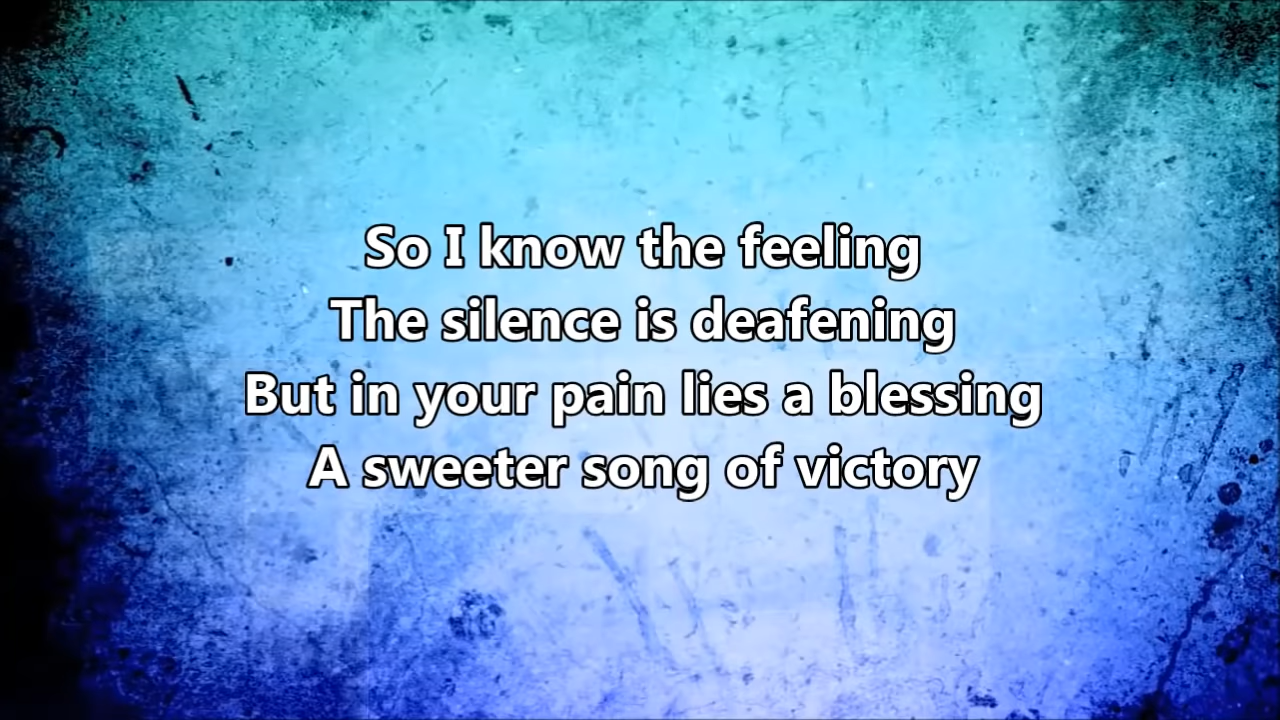 So I know the feeling
The silence is deafening
But in your pain lies a blessing
A sweeter song of victory